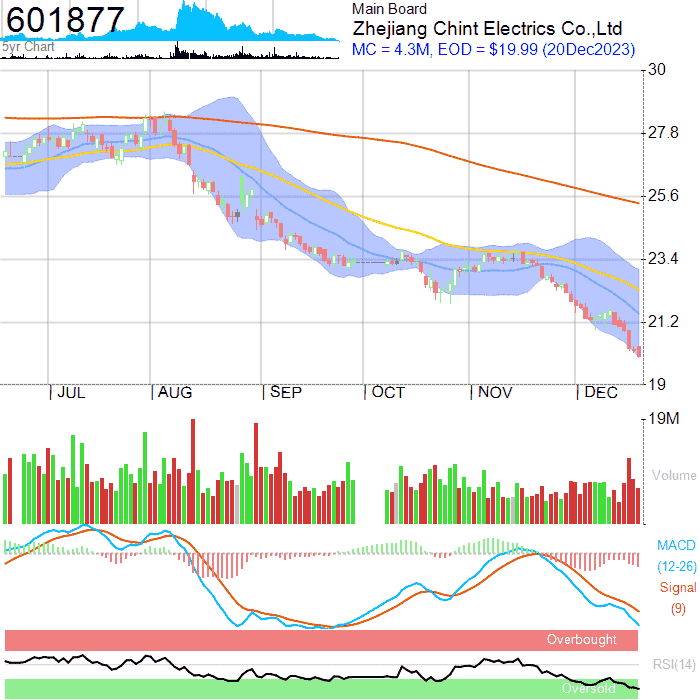 601877
5yr Chart
Main Board
Zhejiang Chint Electrics Co.,Ltd
MC = 4.3M, EOD = $19.99 (20Dec2023)
30
27.8
25.6
23.4
21.2
19
JUL AUG SEP OCT NOV DEC
19M
Volume
MACD
(12-26)
Signal
(9)
Overbought
RSI(14)
Oversold